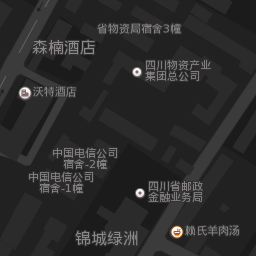 省物资局宿舍3幢
森楠酒店
四川物资产业
集团总公司
沃特酒店
中国电信公司
宿舍-2幢
中国电信公司
宿舍-1幢
四川省邮政
金融业务局
赖氏羊肉汤
锦城绿洲